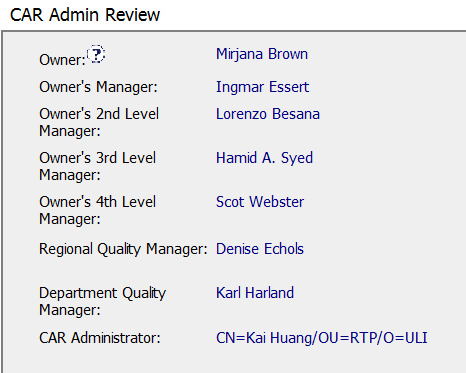 CAR Admin Review
Owner: ? Mirjana Brown
Owner's Manager: Ingmar Essert
Owner's 2nd Level Lorenzo Besana
Manager:
Owner's 3rd Level Hamid A. Syed
Manager:
Owner's 4th Level Scot Webster
Manager:
Regional Quality Manager: Denise Echols
Department Quality Karl Harland
Manager:
CAR Administrator: CN=Kai Huang/OU=RTP/O=ULI